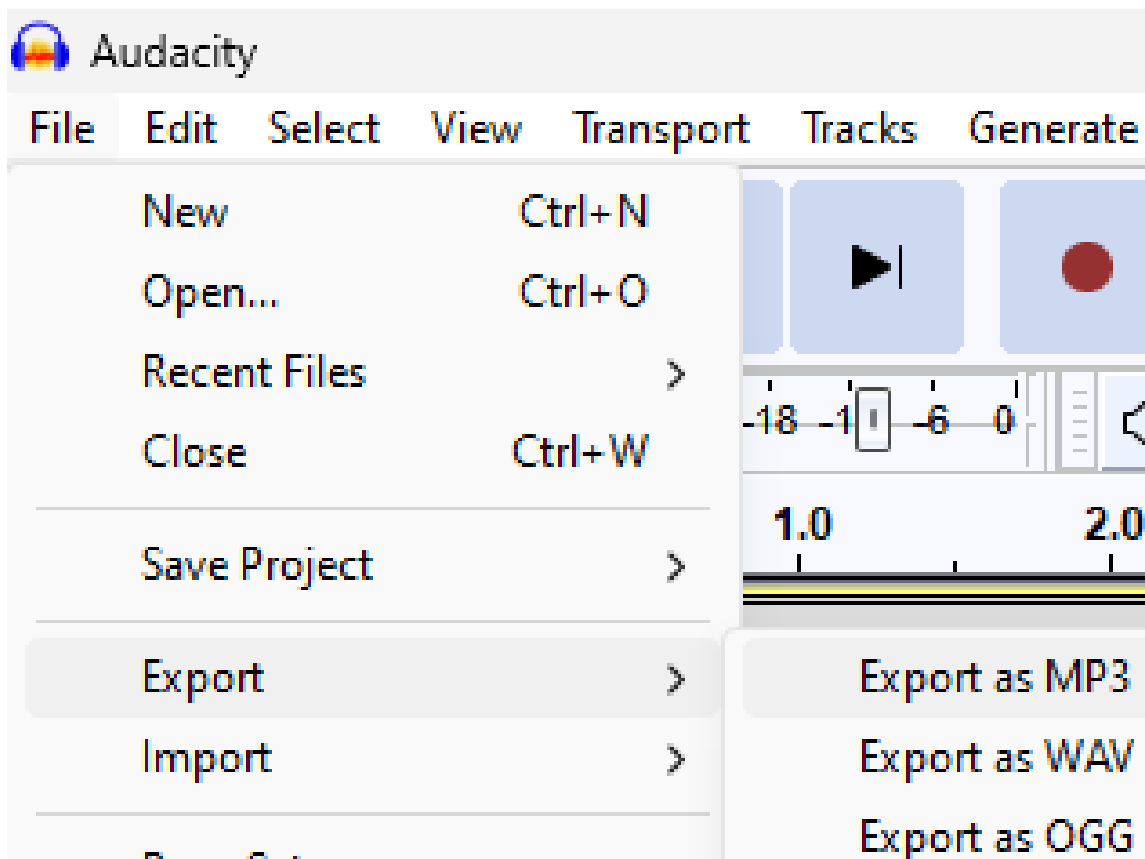 Audacity
File Edit Select View Transport Tracks Generate
New Ctrl+N
Open... Ctrl+O
Recent Files
Close Ctrl+W
-18 -1 -6 0
1.0 2.0
Save Project
Export
Export as MP3
Import
Export as WAV
Export as OGG